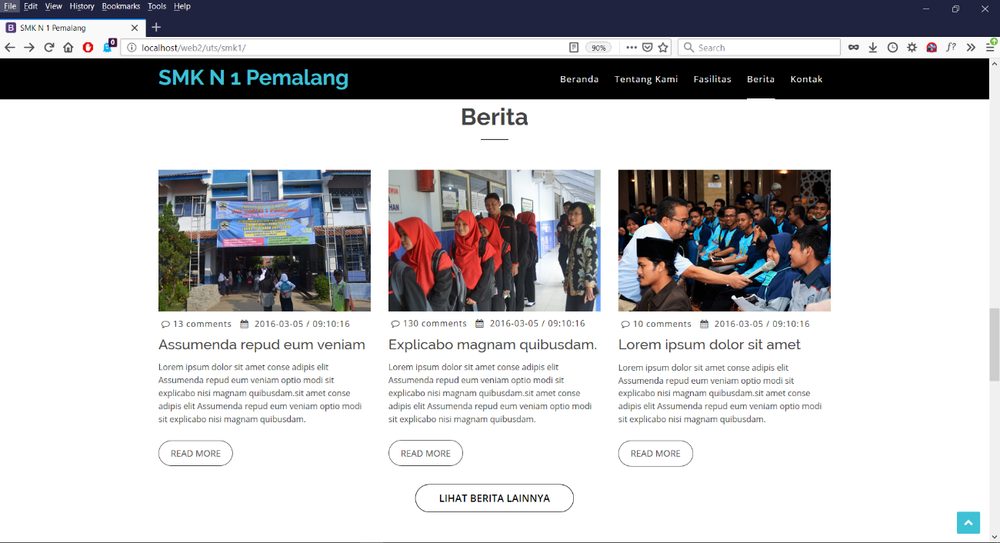 File Edit View History Bookmarks Tools Help
SMK N 1 Pemalang
0
localhost/web2/uts/smk1/
90%
Search
f?
SMK N 1 Pemalang
Beranda Tentang Kami Fasilitas Berita Kontak
Berita
13 comments 2016-03-05 / 09:10:16
Assumenda repud eum veniam
Lorem ipsum dolor sit amet conse adipis elit
Assumenda repud eum veniam optio modi sit
explicabo nisi magnam quibusdam.sit amet conse
adipis elit Assumenda repud eum veniam optio modi
sit explicabo nisi magnam quibusdam.
READ MORE
130 comments 2016-03-05 / 09:10:16
Explicabo magnam quibusdam.
Lorem ipsum dolor sit amet conse adipis elit
Assumenda repud eum veniam optio modi sit
explicabo nisi magnam quibusdam.sit amet conse
adipis elit Assumenda repud eum veniam optio modi
sit explicabo nisi magnam quibusdam.
READ MORE
10 comments 2016-03-05 / 09:10:16
Lorem ipsum dolor sit amet
Lorem ipsum dolor sit amet conse adipis elit
Assumenda repud eum veniam optio modi sit
explicabo nisi magnam quibusdam.sit amet conse
adipis elit Assumenda repud eum veniam optio modi
sit explicabo nisi magnam quibusdam.
READ MORE
LIHAT BERITA LAINNYA